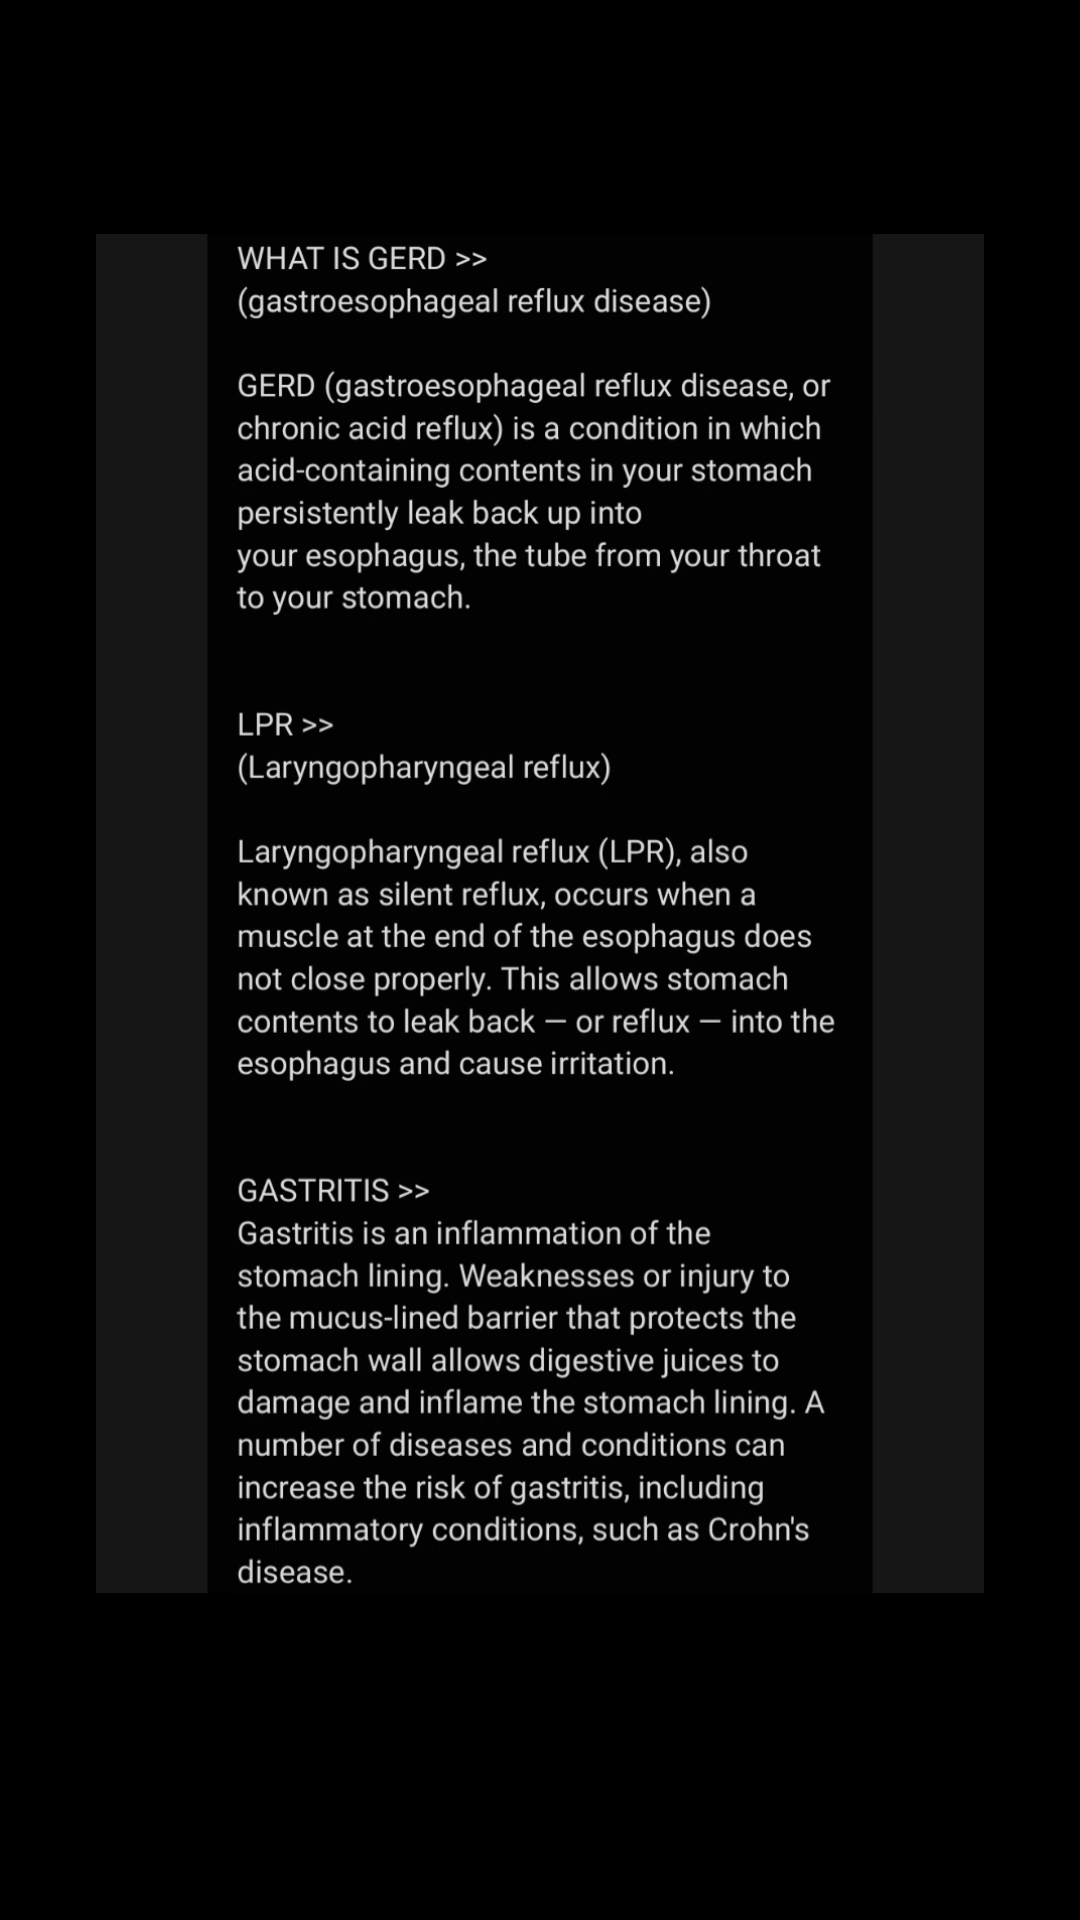 WHAT IS GERD >>
(gastroesophageal reflux disease)
GERD (gastroesophageal reflux disease, or
chronic acid reflux) is a condition in which
acid-containing contents in your stomach
persistently leak back up into
your esophagus, the tube from your throat
to your stomach.
LPR >>
(Laryngopharyngeal reflux)
Laryngopharyngeal reflux (LPR), also
known as silent reflux, occurs when a
muscle at the end of the esophagus does
not close properly. This allows stomach
contents to leak back — or reflux — into the
esophagus and cause irritation.
GASTRITIS >>
Gastritis is an inflammation of the
stomach lining. Weaknesses or injury to
the mucus-lined barrier that protects the
stomach wall allows digestive juices to
damage and inflame the stomach lining. A
number of diseases and conditions can
increase the risk of gastritis, including
inflammatory conditions, such as Crohn's
disease.